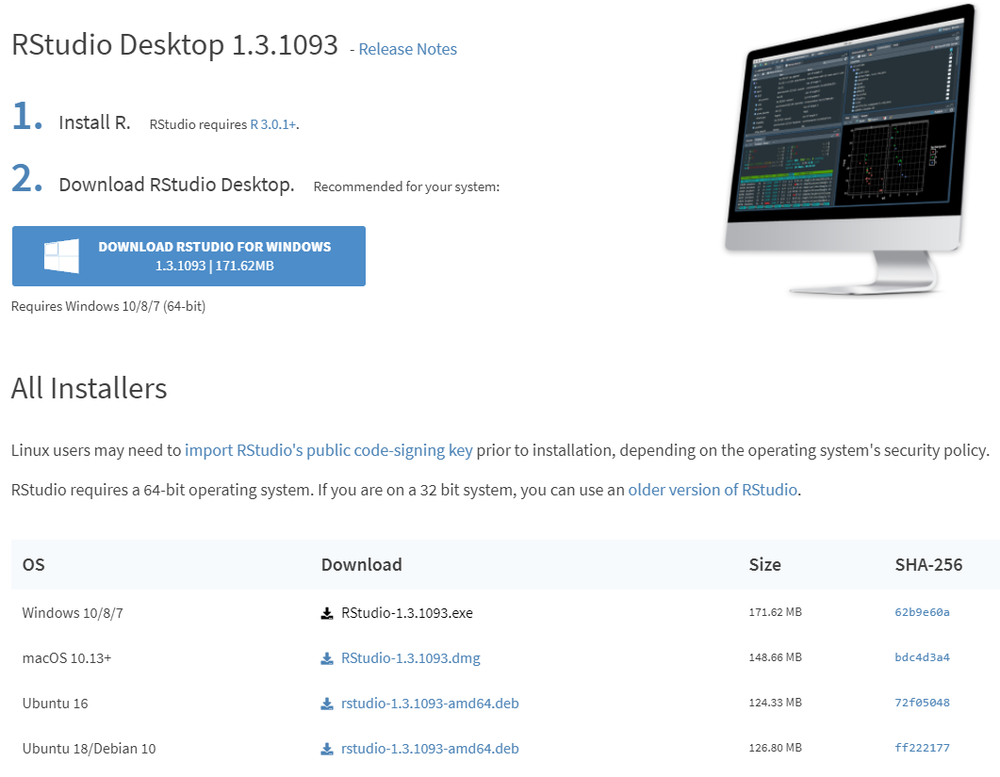 RStudio Desktop 1.3.1093 - Release Notes
1. Install R. RStudio requires R 3.0.1+.
2. Download RStudio Desktop. Recommended for your system:
DOWNLOAD RSTUDIO FOR WINDOWS
1.3.1093 | 171.62MB
Requires Windows 10/8/7 (64-bit)
All Installers
Linux users may need to import RStudio's public code-signing key prior to installation, depending on the operating system's security policy.
RStudio requires a 64-bit operating system. If you are on a 32 bit system, you can use an older version of RStudio.
OS Download Size SHA-256
Windows 10/8/7 RStudio-1.3.1093.exe 171.62 MB 62b9e60a
macOS 10.13+ RStudio-1.3.1093.dmg 148.66 MB bdc4d3a4
Ubuntu 16 rstudio-1.3.1093-amd64.deb 124.33 MB 72f05048
Ubuntu 18/Debian 10 rstudio-1.3.1093-amd64.deb 126.80 MB ff222177